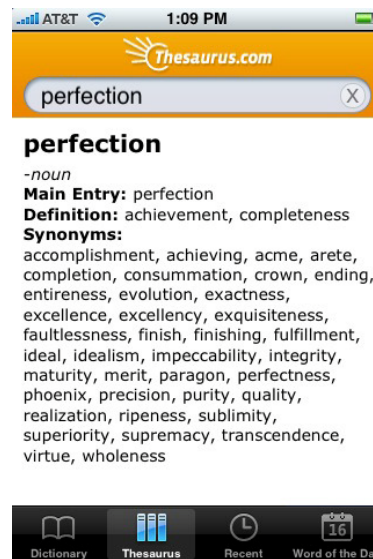 AT&T 1:09 PM
Thesaurus.com
perfection X
perfection
-noun
Main Entry: perfection
Definition: achievement, completeness
Synonyms:
accomplishment, achieving, acme, arete,
completion, consummation, crown, ending,
entireness, evolution, exactness,
excellence, excellency, exquisiteness,
faultlessness, finish, finishing, fulfillment,
ideal, idealism, impeccability, integrity,
maturity, merit, paragon, perfectness,
phoenix, precision, purity, quality,
realization, ripeness, sublimity,
superiority, supremacy, transcendence,
virtue, wholeness
16
Dictionary Thesaurus Recent Word of the Da